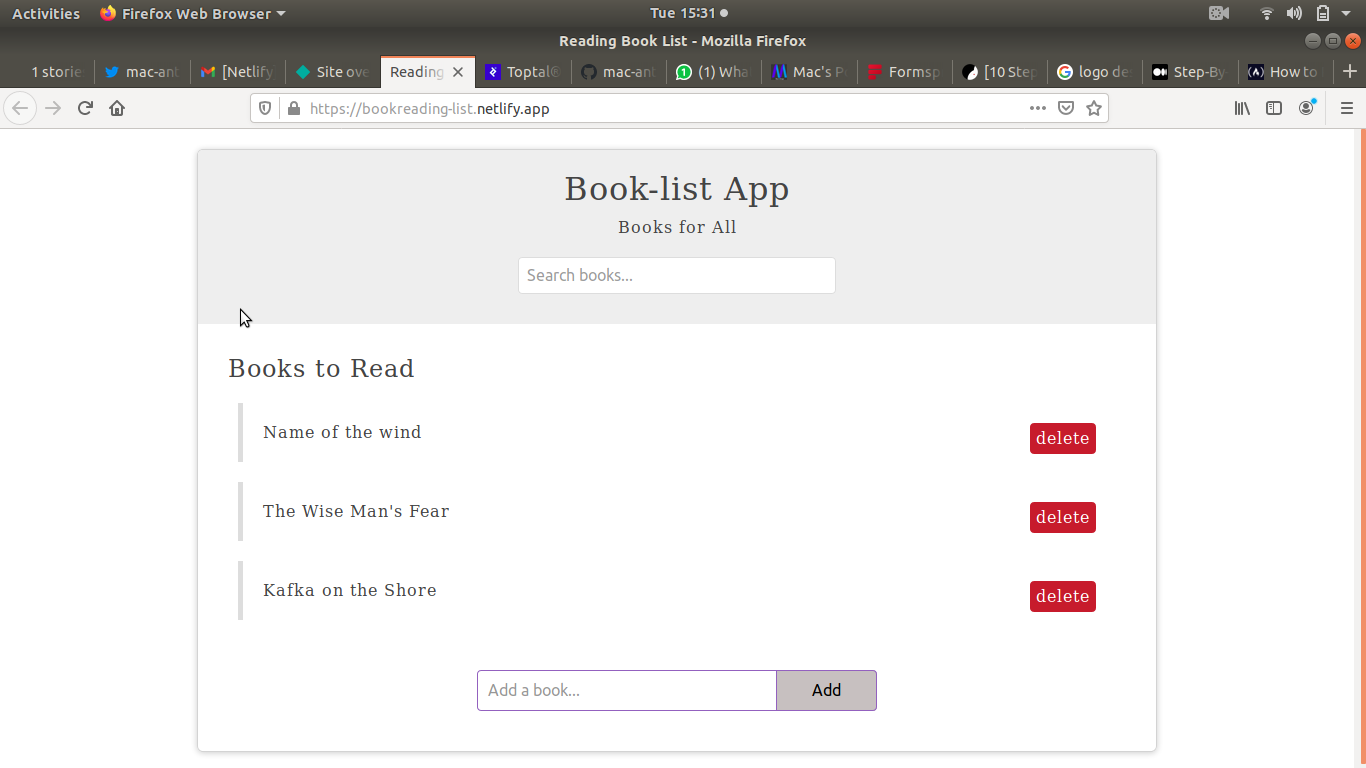 Activities Firefox Web Browser Tue 15:31
Reading Book List - Mozilla Firefox
1 storie mac-ant [Netlify Site ove Reading Toptal® mac-ant (1) Wha Mac's P Formsp [10 Step logo de Step-By- How to
https://bookreading-list.netlify.app
Book-list App
Books for All
Search books...
Books to Read
Name of the wind
delete
The Wise Man's Fear
delete
Kafka on the Shore
delete
Add a book...
Add